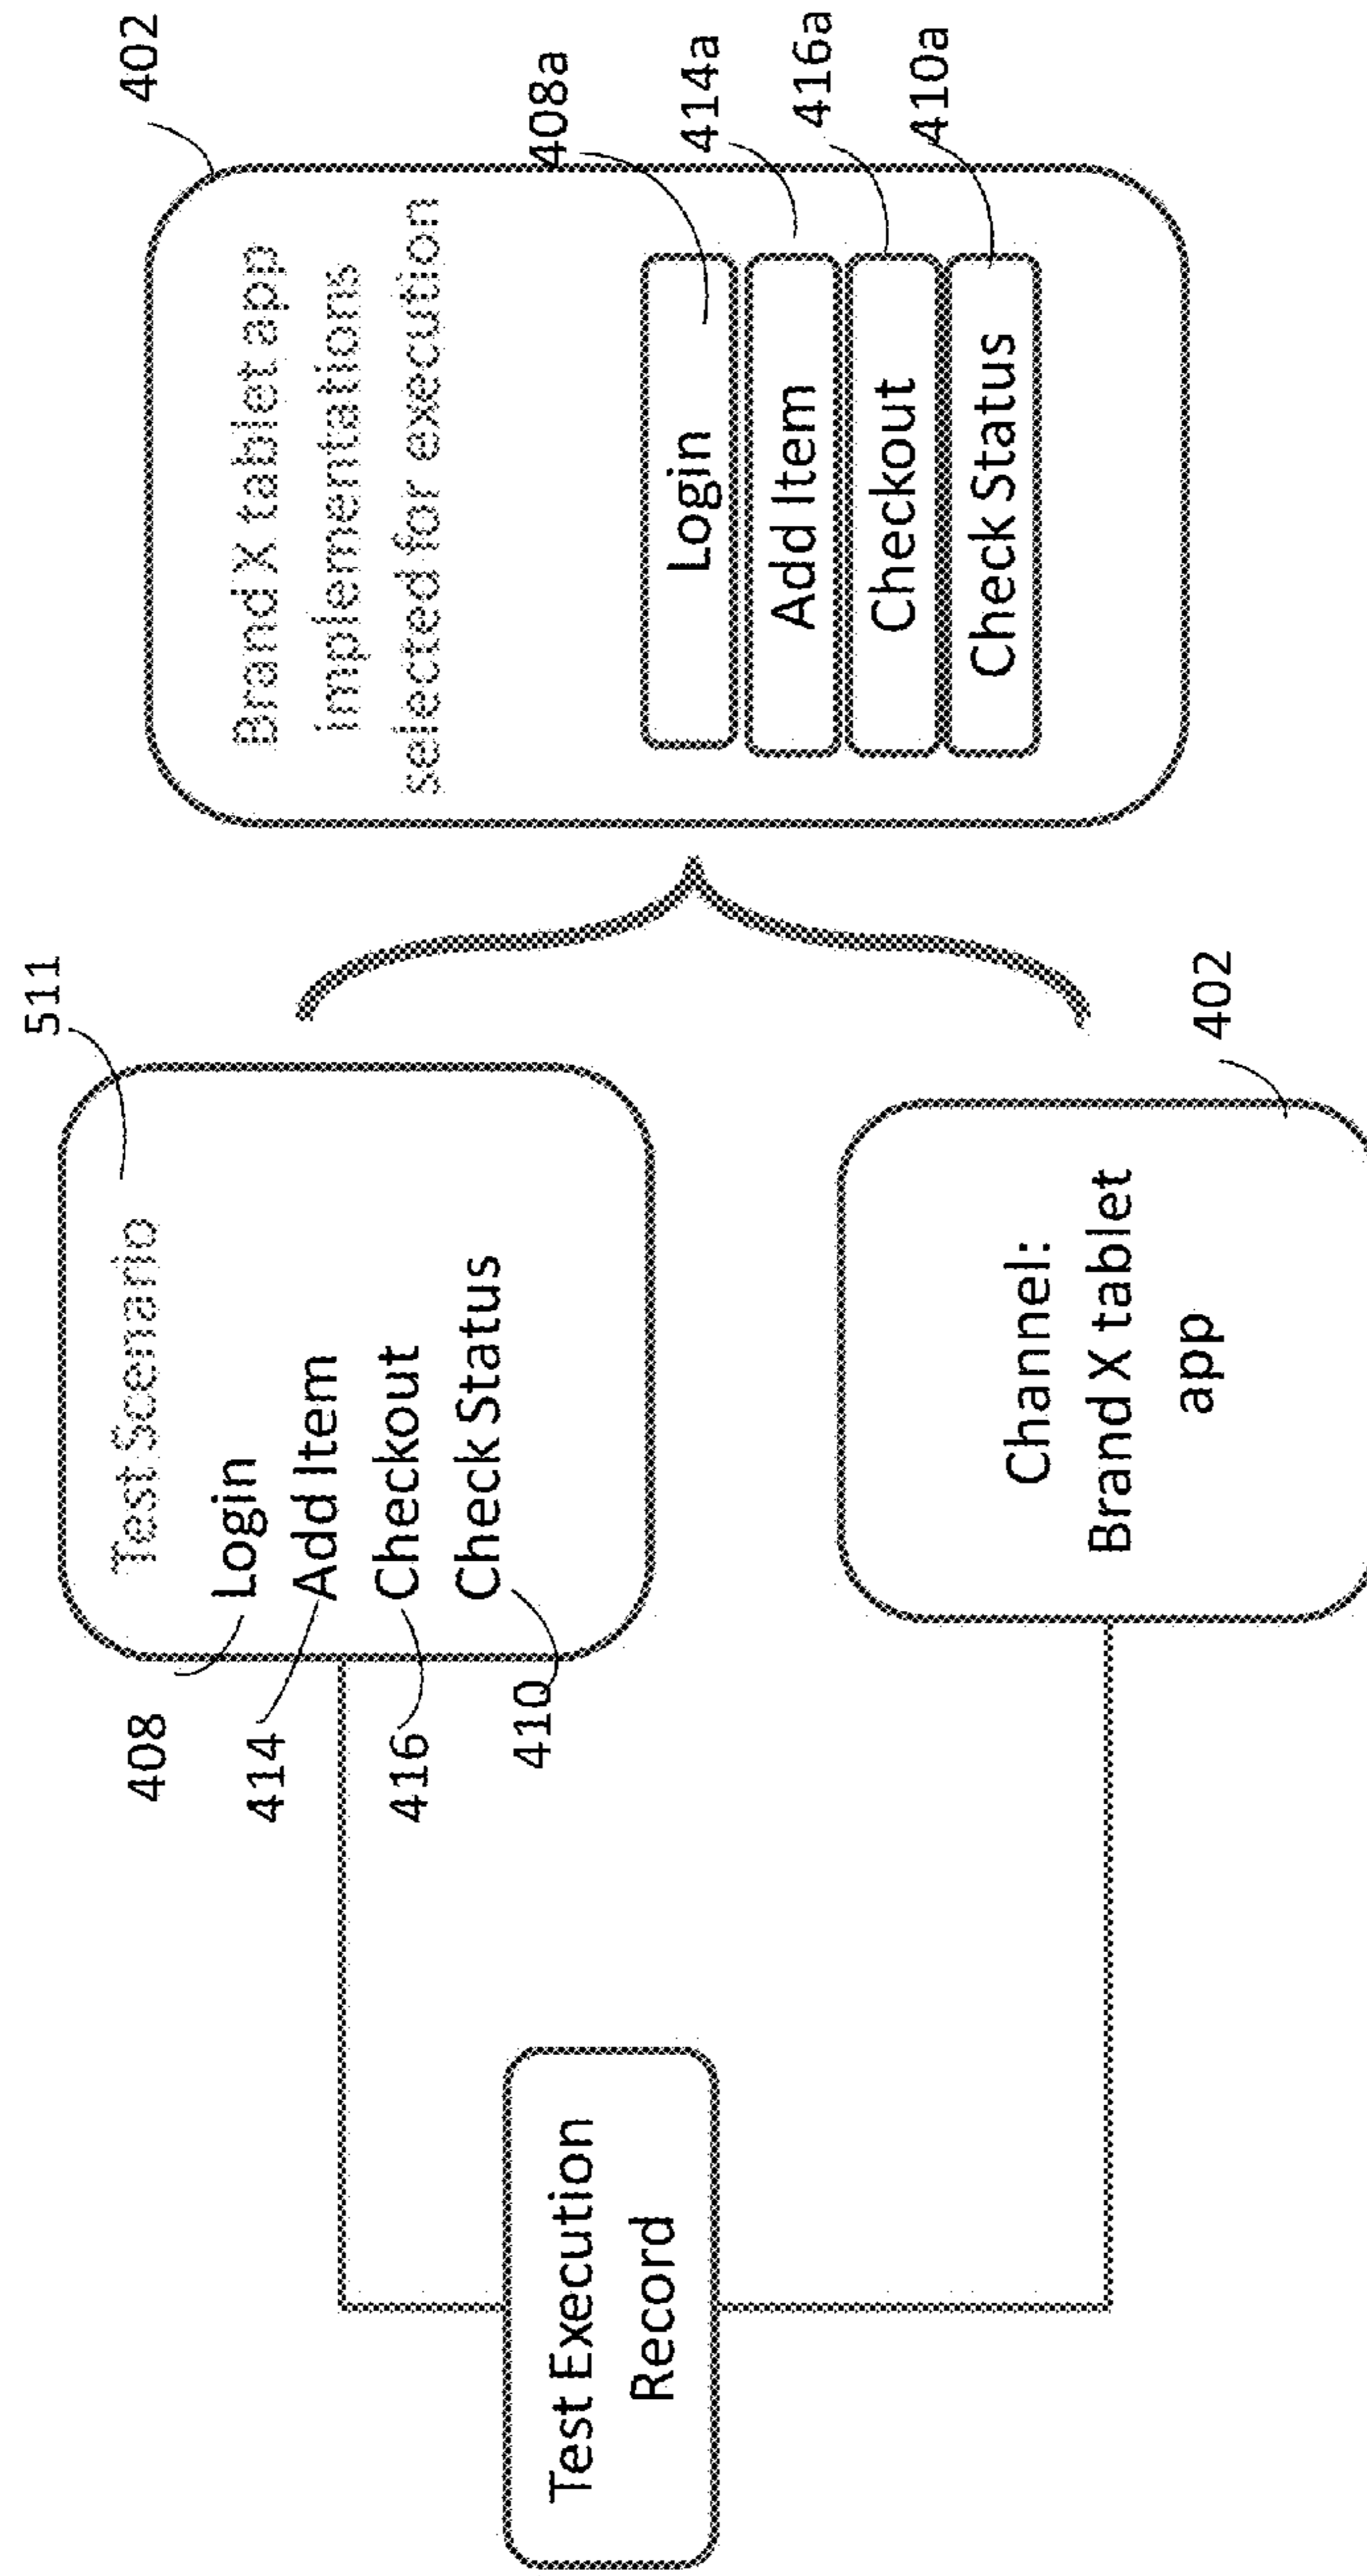 Test Execution
Record
408
414
416
410
511
Test Scenario
Login
Add Item
Checkout
Check Status
Channel:
Brand X tablet
app
402
402
Brand X tablet app
implementations
selected for execution
Login
Add Item
Checkout
Check Status
408a
414a
416a
410a